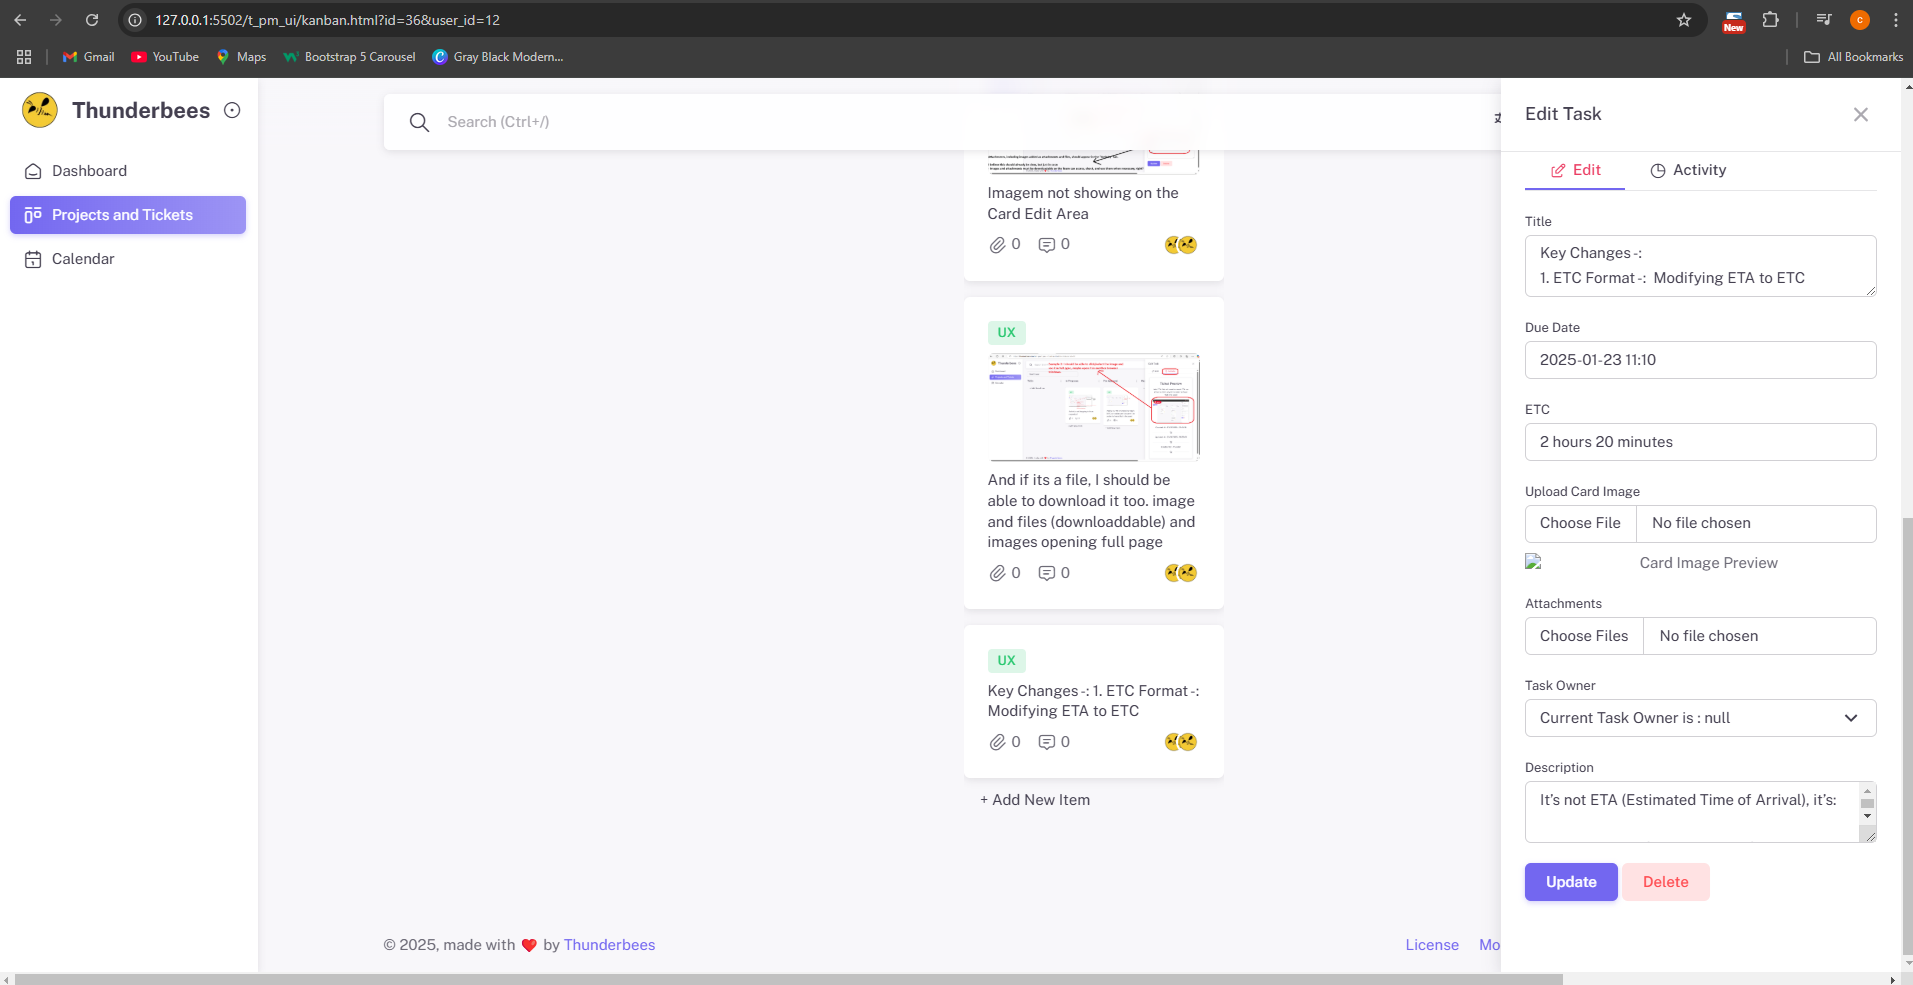 127.0.0.1:5502/t_pm_ui/kanban.html?id=36&user_id=12
New
c
Gmail
YouTube
Maps
Bootstrap 5 Carousel
Gray Black Modern...
All Bookmarks
Thunderbees
Dashboard
Projects and Tickets
Calendar
Search (Ctrl+/)
Imagem not showing on the
Card Edit Area
0
0
UX
And if its a file, I should be
able to download it too. image
and files (downloaddable) and
images opening full page
0
0
UX
Key Changes -: 1. ETC Format -:
Modifying ETA to ETC
0
0
+ Add New Item
© 2025, made with ❤️ by Thunderbees
License
Mo
Edit Task
Edit
Activity
Title
Key Changes -:
1. ETC Format -:  Modifying ETA to ETC
Due Date
2025-01-23 11:10
ETC
2 hours 20 minutes
Upload Card Image
Choose File
No file chosen
Card Image Preview
Attachments
Choose Files
No file chosen
Task Owner
Current Task Owner is : null
Description
It's not ETA (Estimated Time of Arrival), it's:
Update
Delete